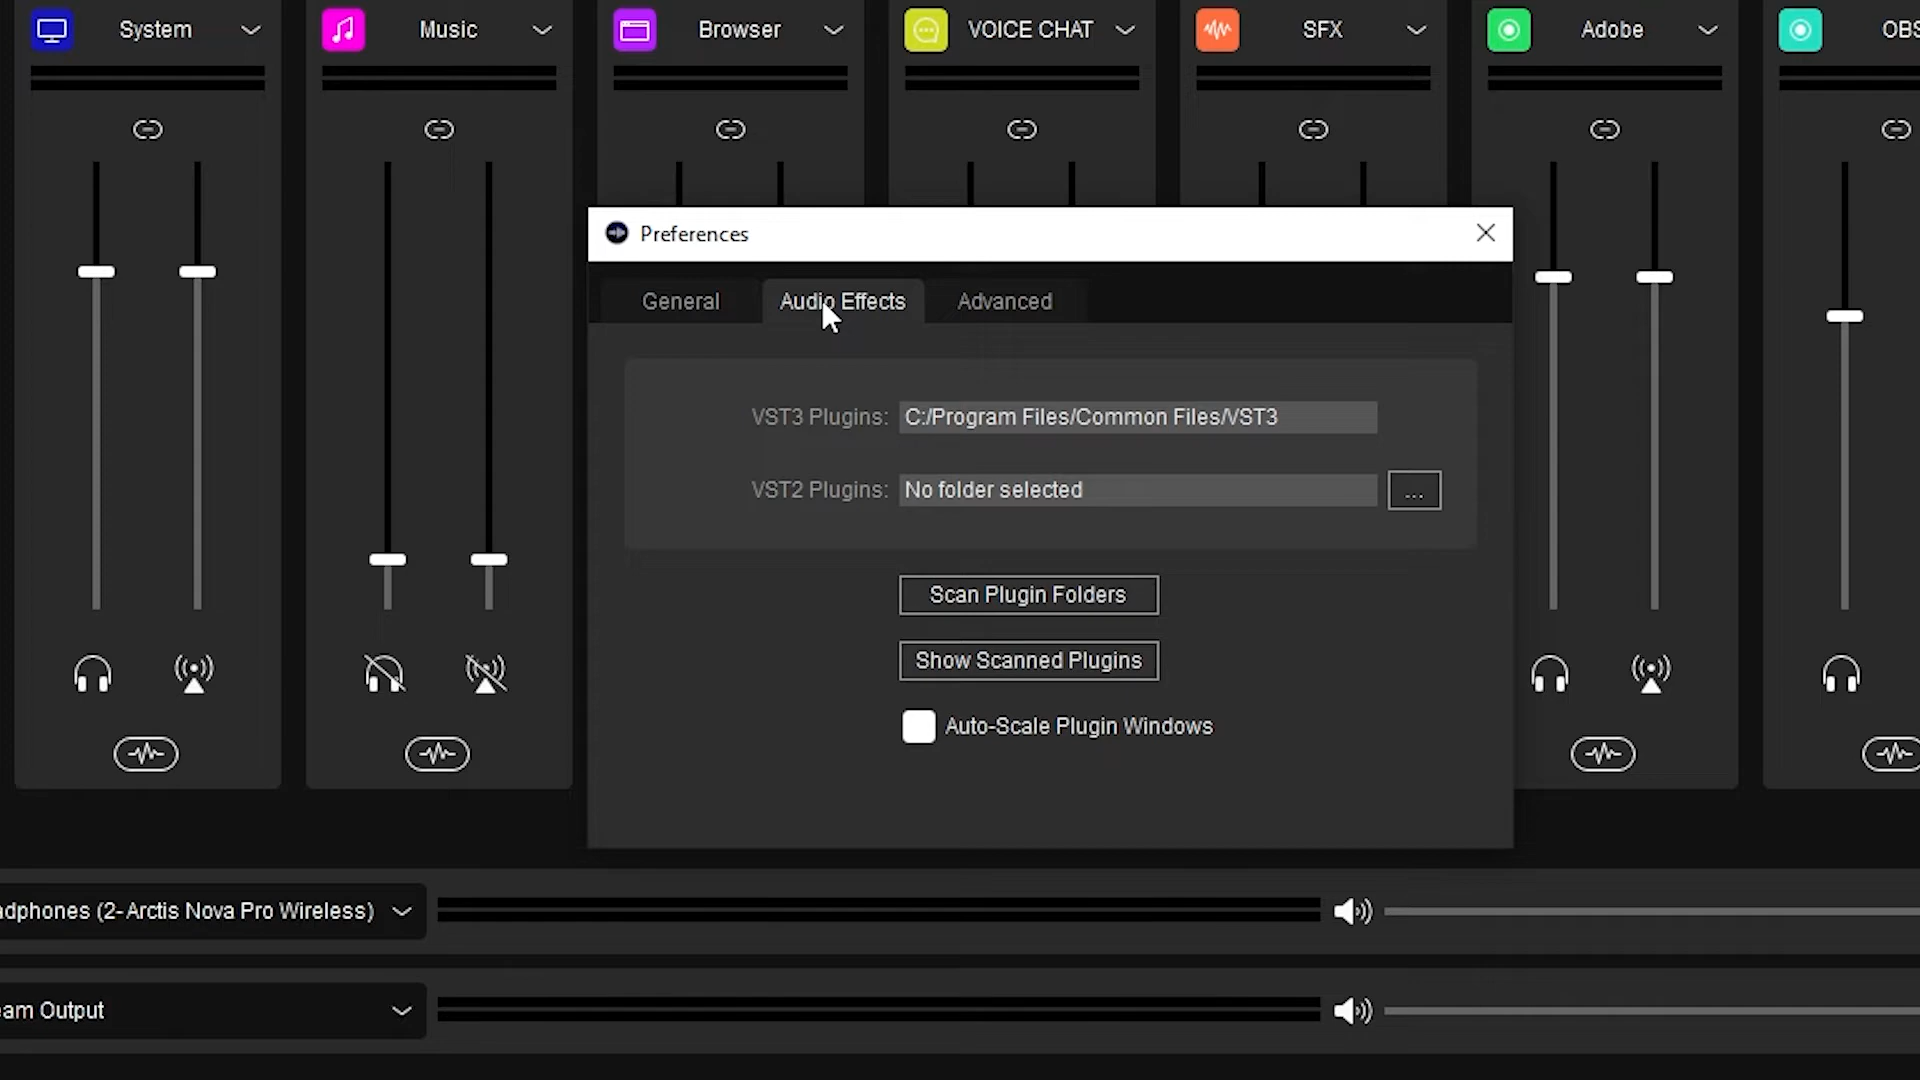 System
Music
Browser
VOICE CHAT
SFX
Adobe
OBS
Preferences
General
Audio Effects
Advanced
VST3 Plugins: C:/Program Files/Common Files/VST3
VST2 Plugins: No folder selected
...
Scan Plugin Folders
Show Scanned Plugins
Auto-Scale Plugin Windows
adphones (2- Arctis Nova Pro Wireless)
eam Output